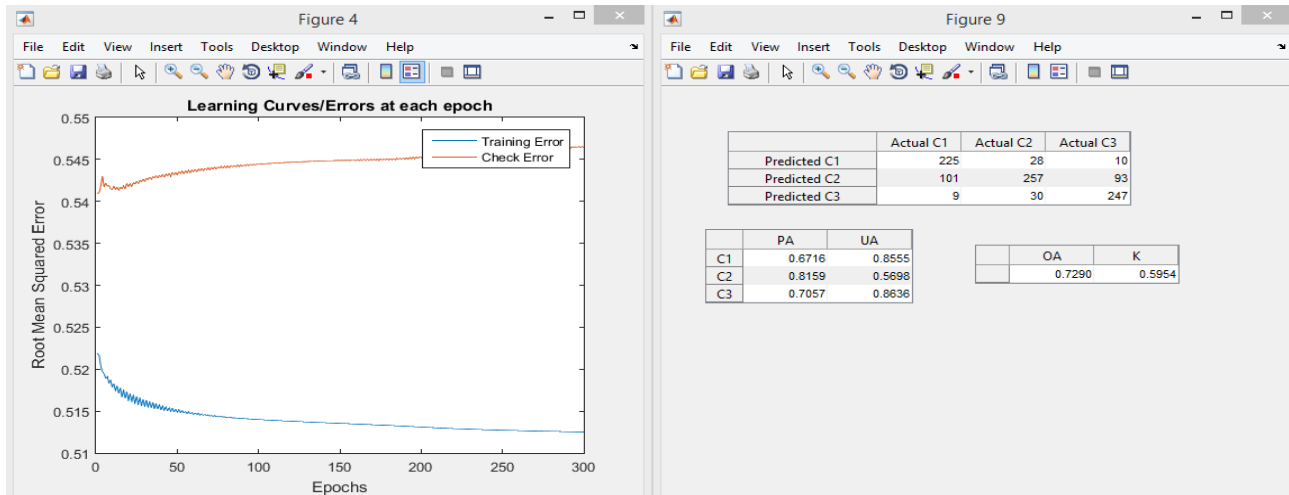 Figure 4
File Edit View Insert Tools Desktop Window Help
Learning Curves/Errors at each epoch
0.55
0.545
0.54
0.535
0.53
0.525
0.52
0.515
0.51
Root Mean Squared Error
Training Error
Check Error
0 50 100 150 200 250 300
Epochs
Figure 9
File Edit View Insert Tools Desktop Window Help
Actual C1 Actual C2 Actual C3
Predicted C1 225 28 10
Predicted C2 101 257 93
Predicted C3 9 30 247
PA UA
C1 0.6716 0.8555
C2 0.8159 0.5698
C3 0.7057 0.8636
OA K
0.7290 0.5954